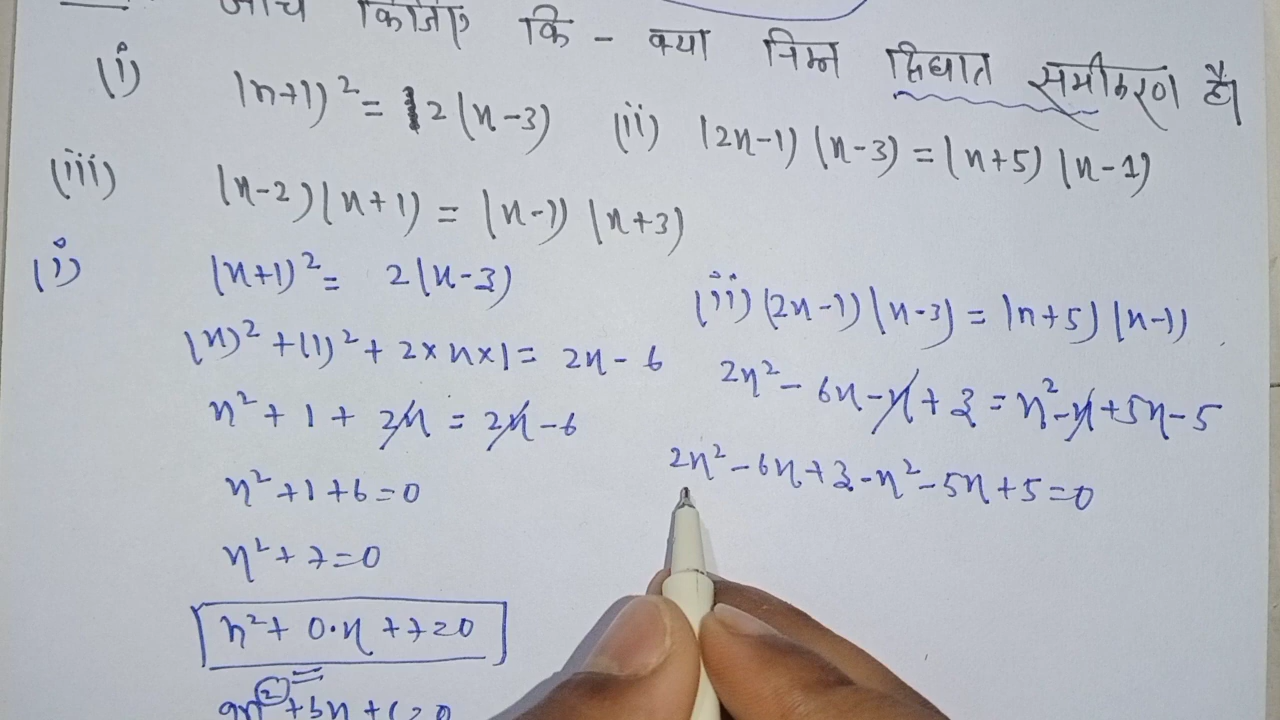 जाँच किजिए कि - क्या निम्न द्विघात समीकरण है।
(i) (x+1)² = 2(x-3) (ii) (2x-1)(x-3) = (x+5)(x-1)
(iii) (x-2)(x+1) = (x-1)(x+3)
(i) (x+1)² = 2(x-3)
(x)² + (1)² + 2×x×1 = 2x - 6
x² + 1 + 2x = 2x - 6
x² + 1 + 6 = 0
x² + 7 = 0
x² + 0·x + 7 = 0
ax² + bx + c = 0
(ii) (2x-1)(x-3) = (x+5)(x-1)
2x² - 6x - x + 3 = x² - x + 5x - 5
2x² - 6x + 3 - x² - 5x + 5 = 0